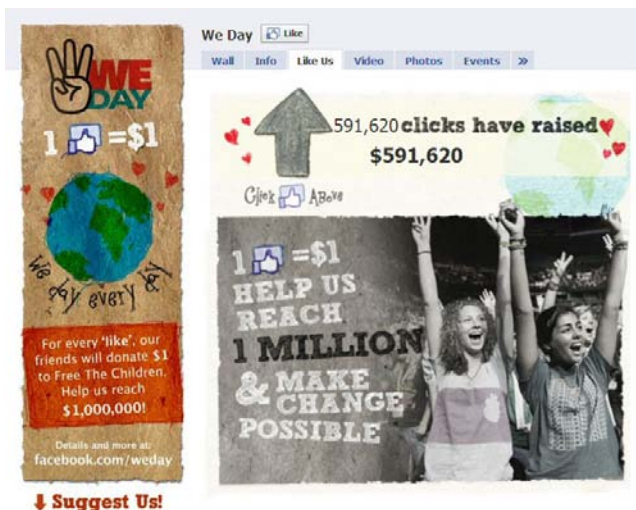 WE
DAY
1 =$1
We day every day
For every 'like', our
friends will donate $1
to Free The Children.
Help us reach
$1,000,000!
Details and more at:
facebook.com/weday
Suggest Us!
We Day Like
Wall Info Like Us Video Photos Events »
591,620 clicks have raised
$591,620
Click Above
1 =$1
HELP US
REACH
1 MILLION
& MAKE
CHANGE
POSSIBLE